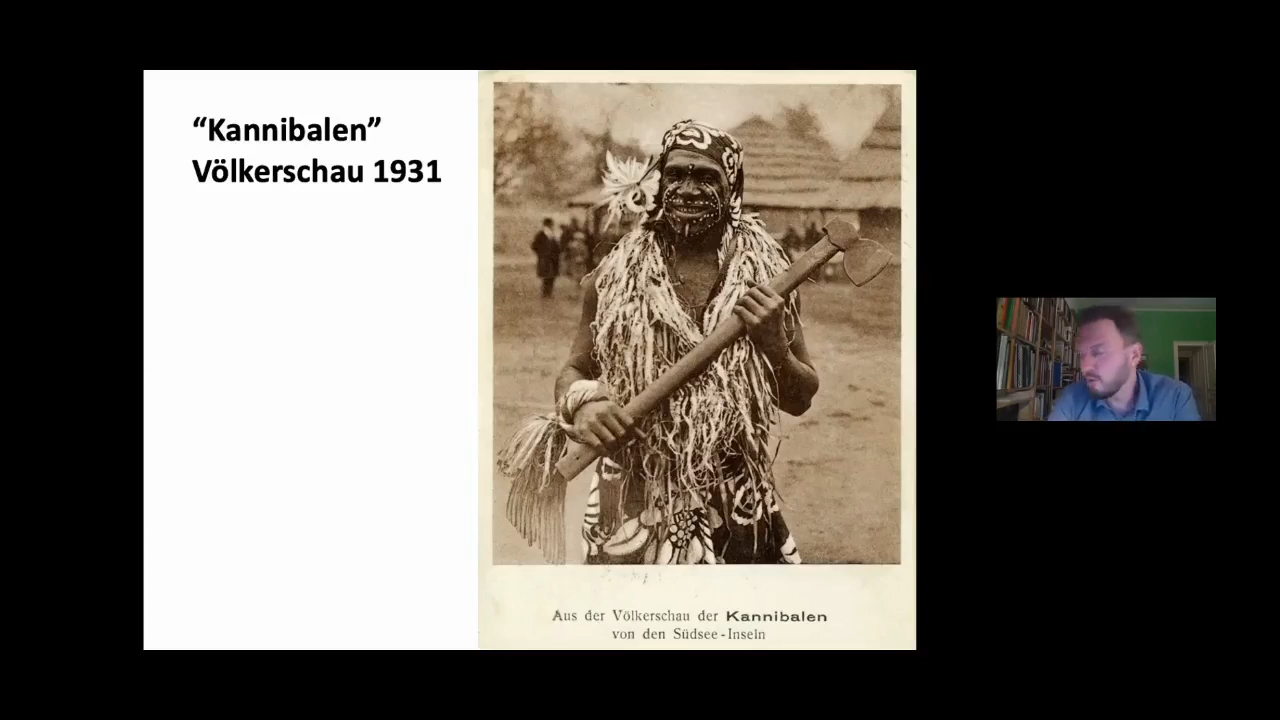 “Kannibalen”
Völkerschau 1931
Aus der Völkerschau der Kannibalen
von den Südsee-Inseln